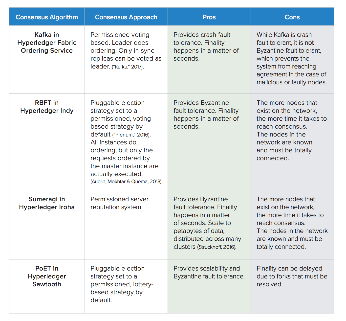 Consensus Algorithm
Consensus Approach
Pros
Cons
Kafka in
Hyperledger Fabric
Ordering Service
Permissioned voting
based. Leader does
ordering. Only in sync
replicas can be voted as
leader.
Provides crash fault
tolerance. Finality
happens in a matter of
seconds.
While Kafka is crash
fault tolerant, it is not
Byzantine fault tolerant,
which prevents the
system from reaching
agreement in the case of
malicious or faulty nodes.
RBFT in
Hyperledger Indy
Pluggable election
strategy set to a
permissioned, voting
based strategy by
default
All instances do
ordering, but only the
requests ordered by
the master instance are
actually executed.
Provides Byzantine
fault tolerance. Finality
happens in a matter of
seconds.
The more nodes that
exist on the network,
the more time it takes
to reach consensus.
The nodes in the
network are known
and must be totally
connected.
Sumeragi in
Hyperledger Iroha
Permissioned server
reputation system.
Provides Byzantine
fault tolerance. Finality
happens in a matter
of seconds. Scale to
petabytes of data,
distributed across many
clusters
The more nodes
that exist on the network,
the more time it takes to
reach consensus.
The nodes in the network
are known and must be
totally connected.
PoET in
Hyperledger
Sawtooth
Pluggable election
strategy set to a
permissioned, lottery-
based strategy by
default.
Provides scalability and
Byzantine fault tolerance.
Finality can be delayed
due to forks that must be
resolved.